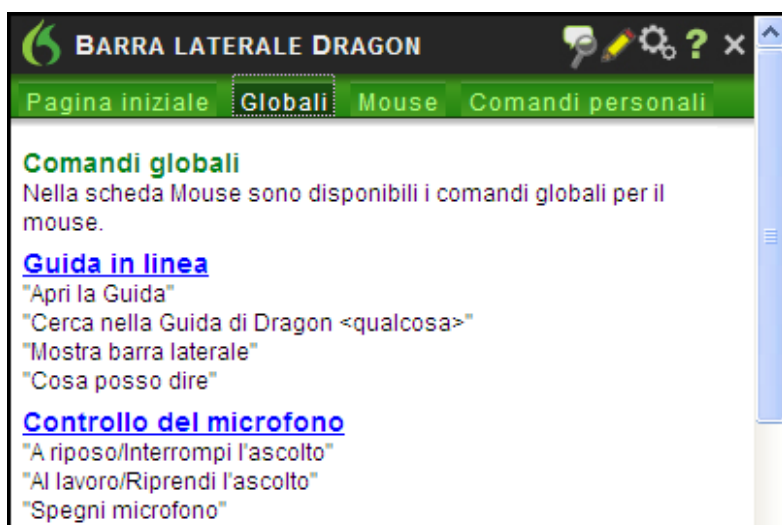 BARRA LATERALE DRAGON
Pagina iniziale Globali Mouse Comandi personali
Comandi globali
Nella scheda Mouse sono disponibili i comandi globali per il
mouse.
Guida in linea
"Apri la Guida"
"Cerca nella Guida di Dragon <qualcosa>"
"Mostra barra laterale"
"Cosa posso dire"
Controllo del microfono
"A riposo/Interrompi l'ascolto"
"Al lavoro/Riprendi l'ascolto"
"Spegni microfono"